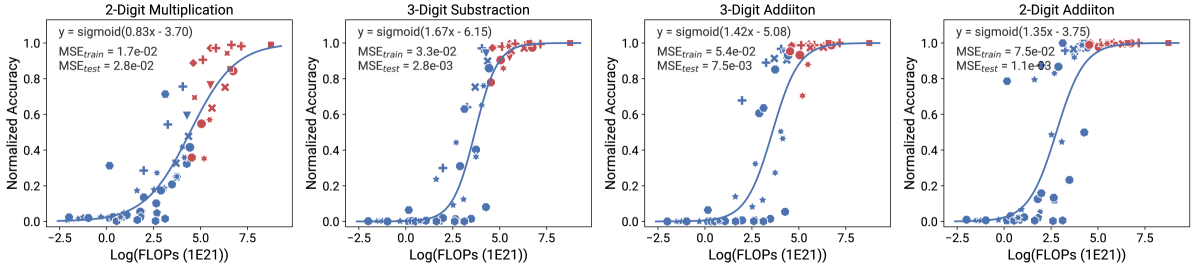 2-Digit Multiplication
y = sigmoid(0.83x - 3.70)
MSEtrain = 1.7e-02
MSEtest = 2.8e-02
Normalized Accuracy
1.0
0.8
0.6
0.4
0.2
0.0
−2.5 0.0 2.5 5.0 7.5
Log(FLOPs (1E21))
3-Digit Substraction
y = sigmoid(1.67x - 6.15)
MSEtrain = 3.3e-02
MSEtest = 2.8e-03
Normalized Accuracy
1.0
0.8
0.6
0.4
0.2
0.0
−2.5 0.0 2.5 5.0 7.5
Log(FLOPs (1E21))
3-Digit Addiiton
y = sigmoid(1.42x - 5.08)
MSEtrain = 5.4e-02
MSEtest = 7.5e-03
Normalized Accuracy
1.0
0.8
0.6
0.4
0.2
0.0
−2.5 0.0 2.5 5.0 7.5
Log(FLOPs (1E21))
2-Digit Addiiton
y = sigmoid(1.35x - 3.75)
MSEtrain = 7.5e-02
MSEtest = 1.1e-03
Normalized Accuracy
1.0
0.8
0.6
0.4
0.2
0.0
−2.5 0.0 2.5 5.0 7.5
Log(FLOPs (1E21))